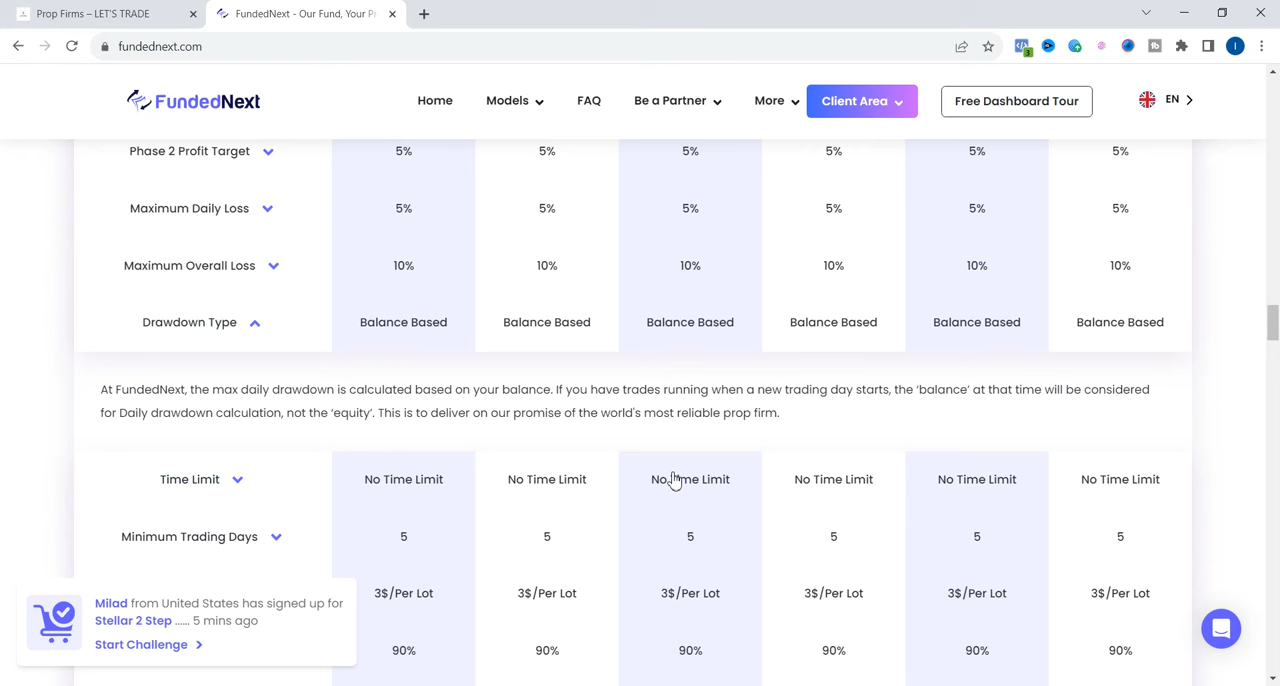 Prop Firms – LET'S TRADE
FundedNext - Our Fund, Your Pr
fundednext.com
3
I
FundedNext
Home
Models
FAQ
Be a Partner
More
Client Area
Free Dashboard Tour
EN
Phase 2 Profit Target 5% 5% 5% 5% 5% 5%
Maximum Daily Loss 5% 5% 5% 5% 5% 5%
Maximum Overall Loss 10% 10% 10% 10% 10% 10%
Drawdown Type Balance Based Balance Based Balance Based Balance Based Balance Based Balance Based
At FundedNext, the max daily drawdown is calculated based on your balance. If you have trades running when a new trading day starts, the ‘balance’ at that time will be considered
for Daily drawdown calculation, not the ‘equity’. This is to deliver on our promise of the world's most reliable prop firm.
Time Limit No Time Limit No Time Limit No Time Limit No Time Limit No Time Limit No Time Limit
Minimum Trading Days 5 5 5 5 5 5
3$/Per Lot 3$/Per Lot 3$/Per Lot 3$/Per Lot 3$/Per Lot 3$/Per Lot
90% 90% 90% 90% 90% 90%
Milad from United States has signed up for
Stellar 2 Step ...... 5 mins ago
Start Challenge